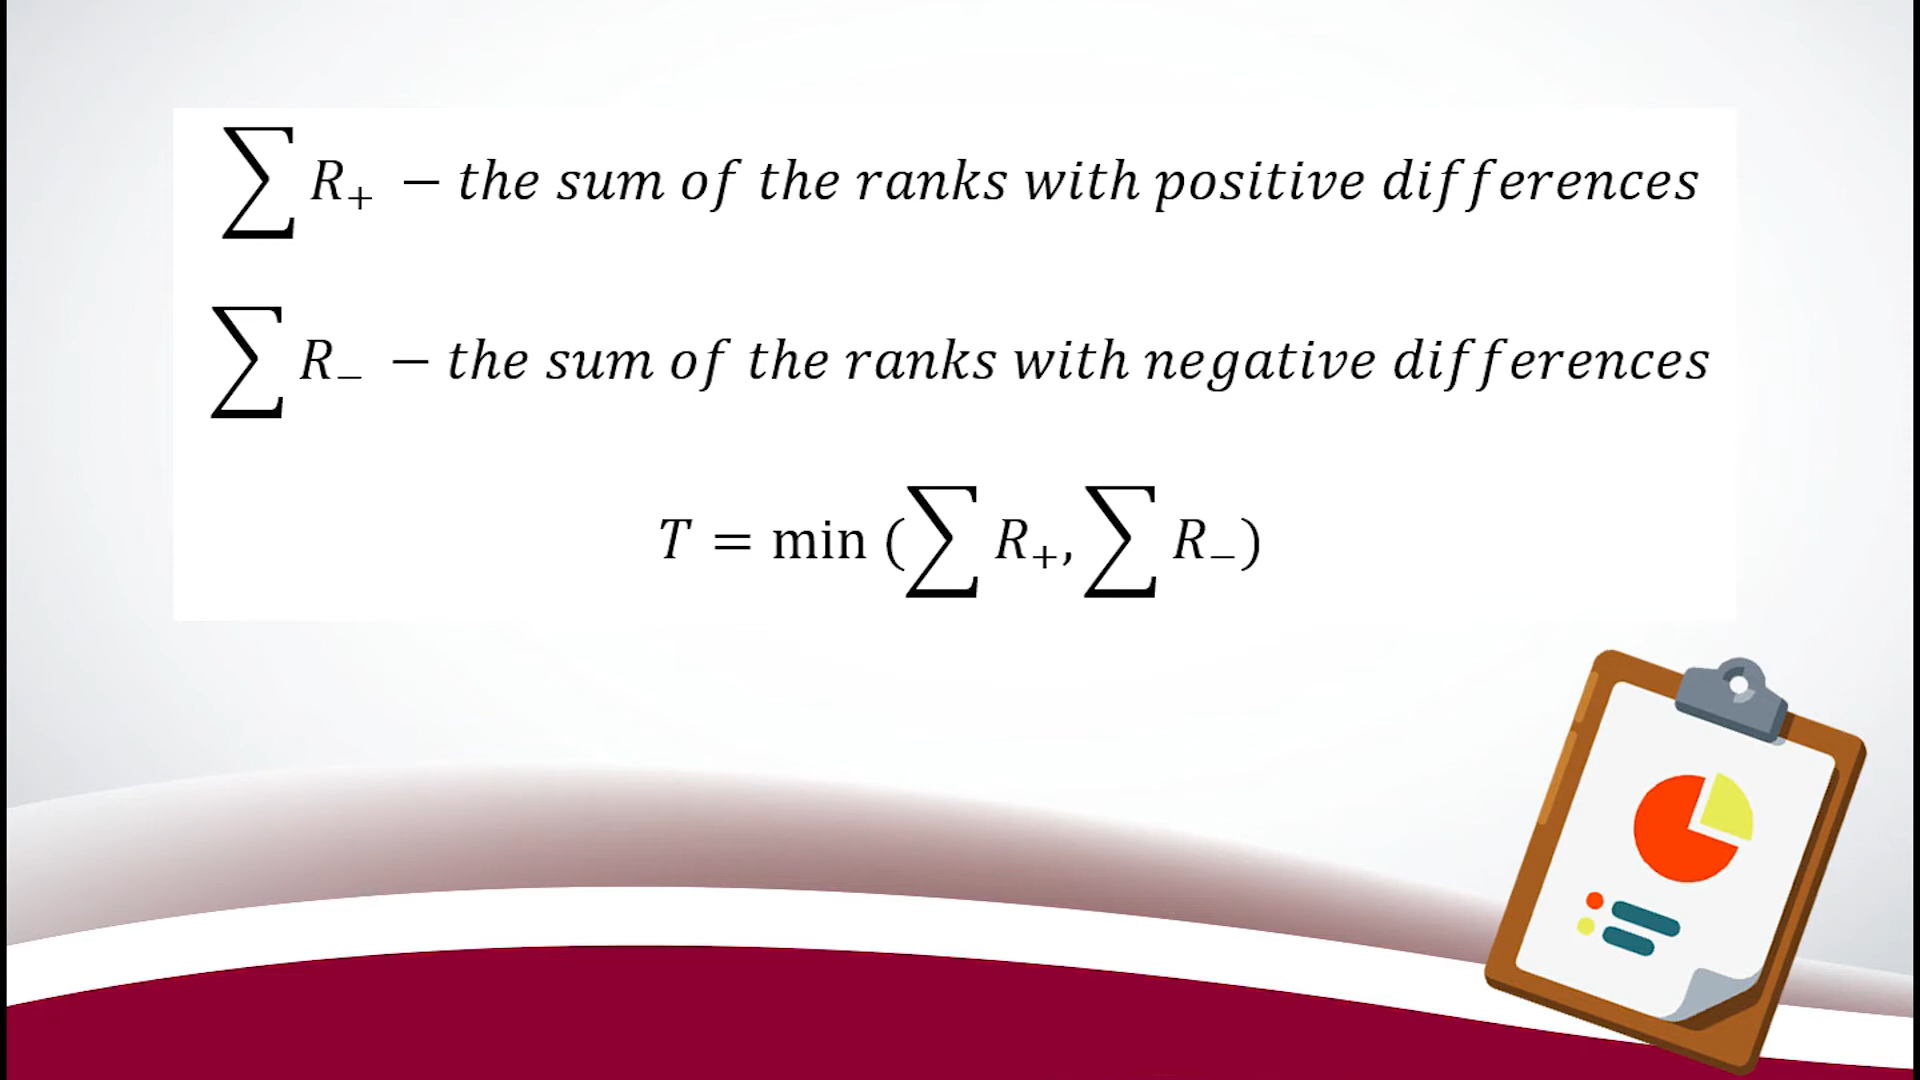 ∑ R₊ − the sum of the ranks with positive differences
∑ R₋ − the sum of the ranks with negative differences
T = min (∑ R₊, ∑ R₋)